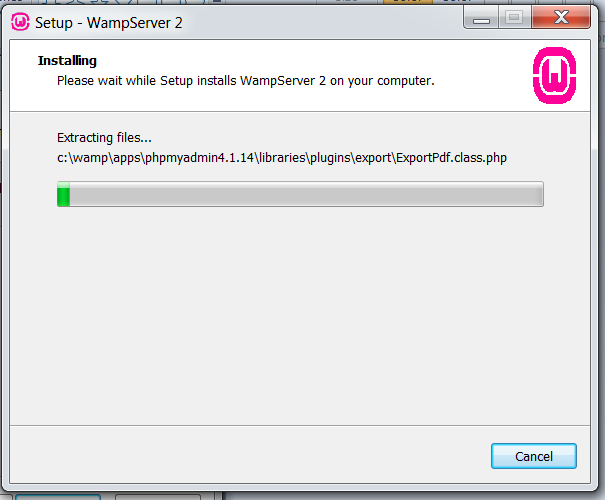 Setup - WampServer 2
Installing
Please wait while Setup installs WampServer 2 on your computer.
Extracting files...
c:\wamp\apps\phpmyadmin4.1.14\libraries\plugins\export\ExportPdf.class.php
Cancel